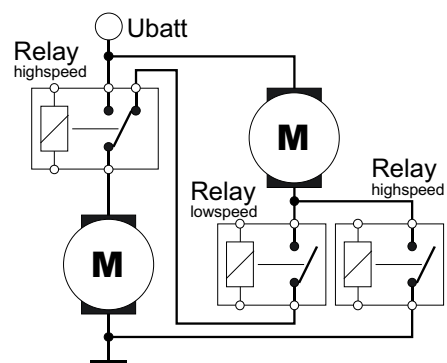 Ubatt
Relay
highspeed
M
Relay
highspeed
Relay
lowspeed
M